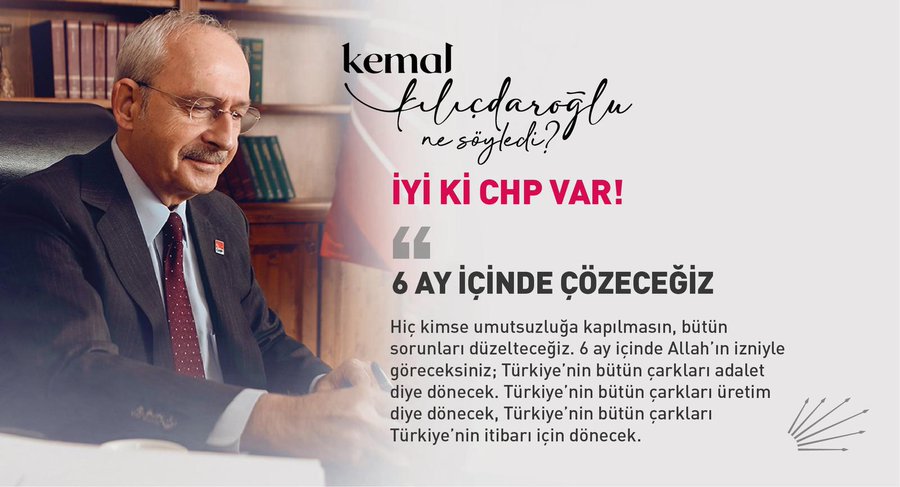 kemal
kılıçdaroğlu
ne söyledi?
İYİ Kİ CHP VAR!
“
6 AY İÇİNDE ÇÖZECEĞİZ
Hiç kimse umutsuzluğa kapılmasın, bütün
sorunları düzelteceğiz. 6 ay içinde Allah’ın izniyle
göreceksiniz; Türkiye’nin bütün çarkları adalet
diye dönecek. Türkiye’nin bütün çarkları üretim
diye dönecek, Türkiye’nin bütün çarkları
Türkiye’nin itibarı için dönecek.